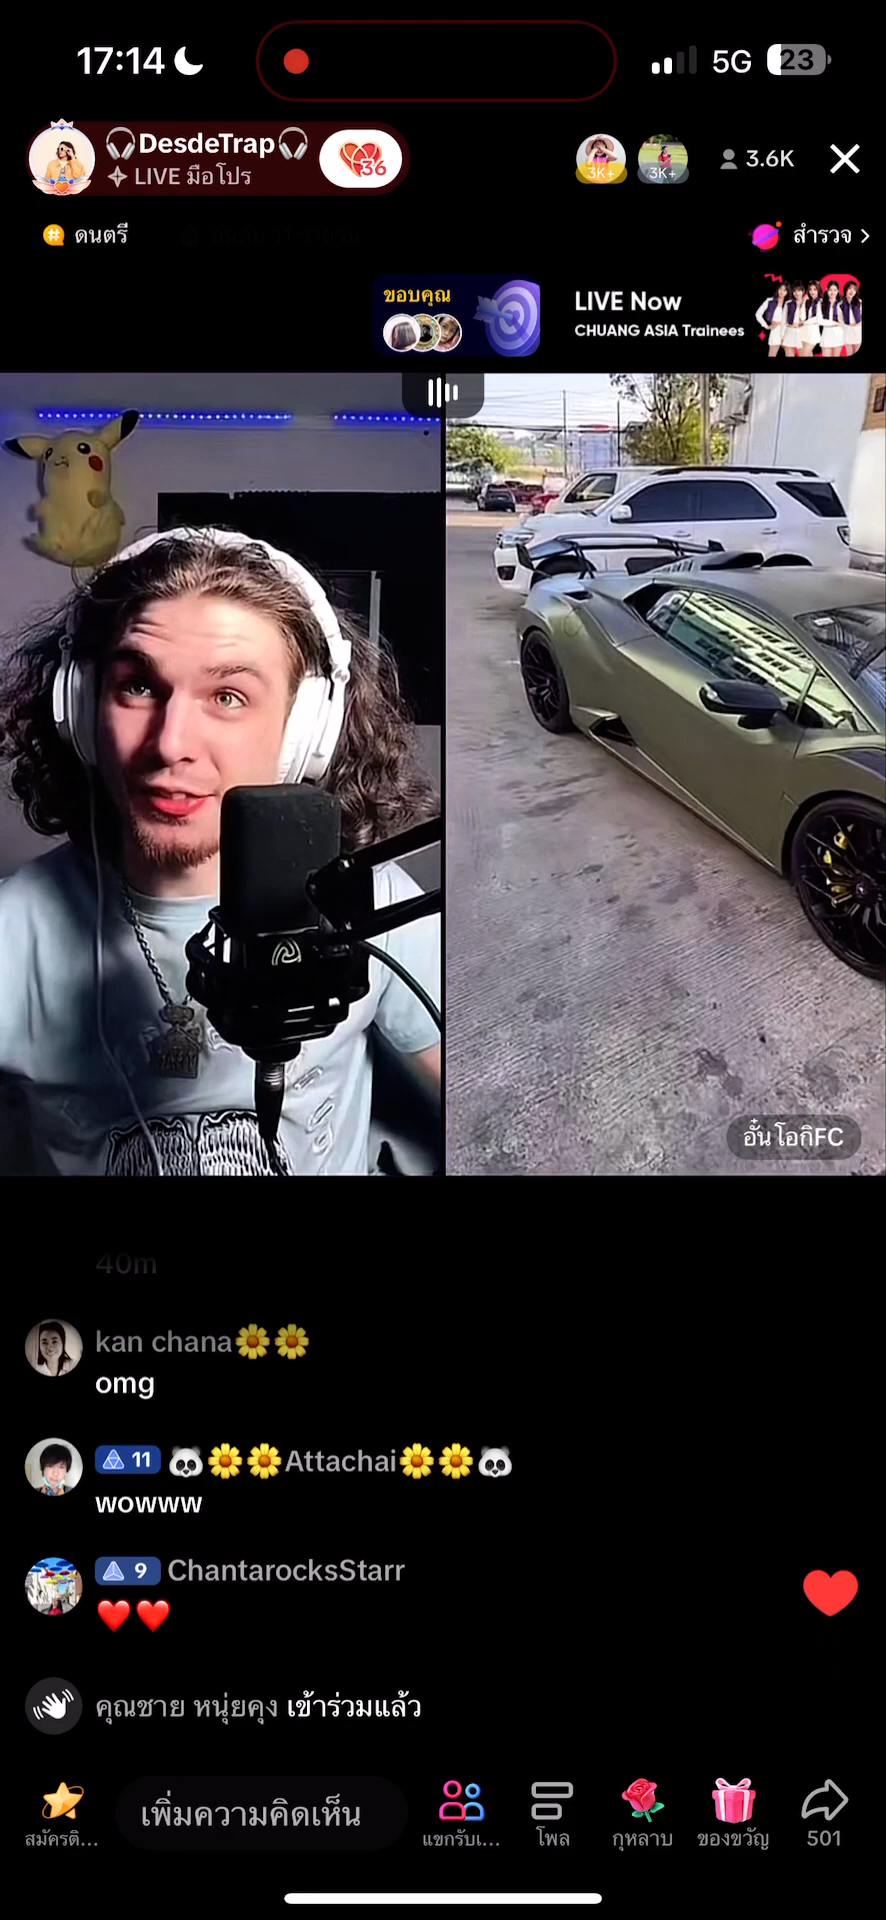 17:14
5G
23
🎧DesdeTrap🎧
LIVE มือโปร
36
3K+
3K+
3.6K
ดนตรี
สำรวจ >
ขอบคุณ
LIVE Now
CHUANG ASIA Trainees
อั๋น โอกิFC
40m
kan chana🌼🌼
omg
11 🐼🌼🌼Attachai🌼🌼🐼
wowww
9 ChantarocksStarr
❤️❤️
คุณชาย หนุ่ยคุง เข้าร่วมแล้ว
สมัครติ...
เพิ่มความคิดเห็น
แขกรับเ...
โพล
กุหลาบ
ของขวัญ
501